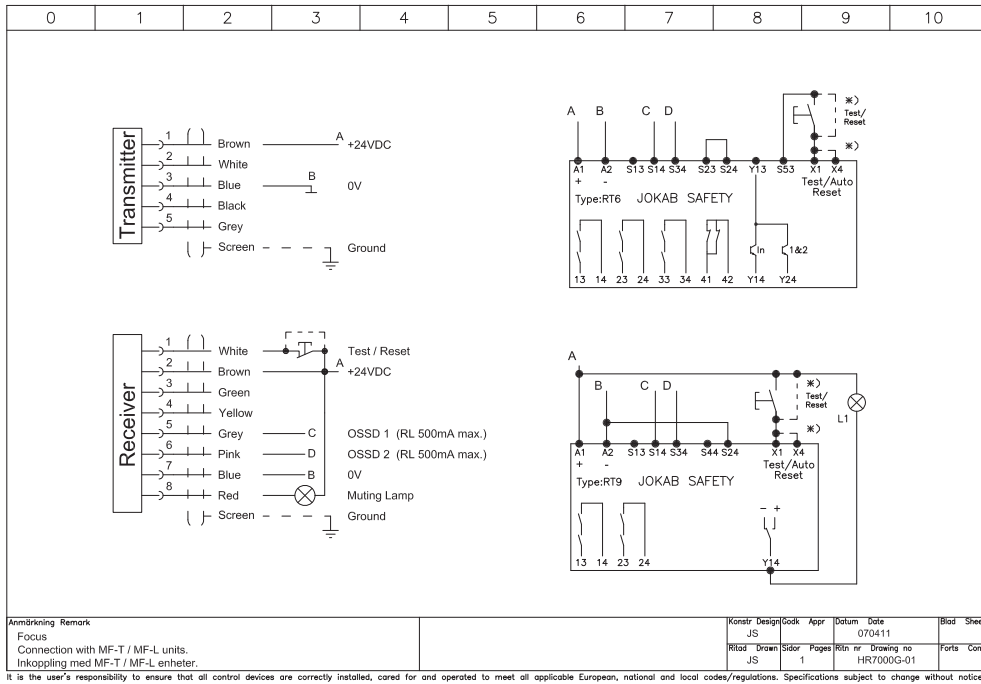 0 1 2 3 4 5 6 7 8 9 10
Transmitter
1 Brown A +24VDC
2 White
3 Blue B 0V
4 Black
5 Grey
Screen Ground
Receiver
1 White Test / Reset
2 Brown A +24VDC
3 Green
4 Yellow
5 Grey C OSSD 1 (RL 500mA max.)
6 Pink D OSSD 2 (RL 500mA max.)
7 Blue B 0V
8 Red Muting Lamp
Screen Ground
A B C D
*)
Test/
Reset
*)
A1 A2 S13 S14 S34 S23 S24 Y13 S53 X1 X4
+ - Test/Auto
Reset
Type:RT6 JOKAB SAFETY
In 1&2
13 14 23 24 33 34 41 42 Y14 Y24
A
B C D
*)
Test/
Reset
*)
L1
A1 A2 S13 S14 S34 S44 S24 X1 X4
+ - Test/Auto
Reset
Type:RT9 JOKAB SAFETY
- +
13 14 23 24 Y14
Anmärkning Remark
Focus
Connection with MF-T / MF-L units.
Inkoppling med MF-T / MF-L enheter.
Konstr Design Godk Appr Datum Date Blad Shee
JS 070411
Ritad Drawn Sidor Pages Ritn nr Drawing no Forts Con
JS 1 HR7000G-01
It is the user's responsibility to ensure that all control devices are correctly installed, cared for and operated to meet all applicable European, national and local codes/regulations. Specifications subject to change without notice